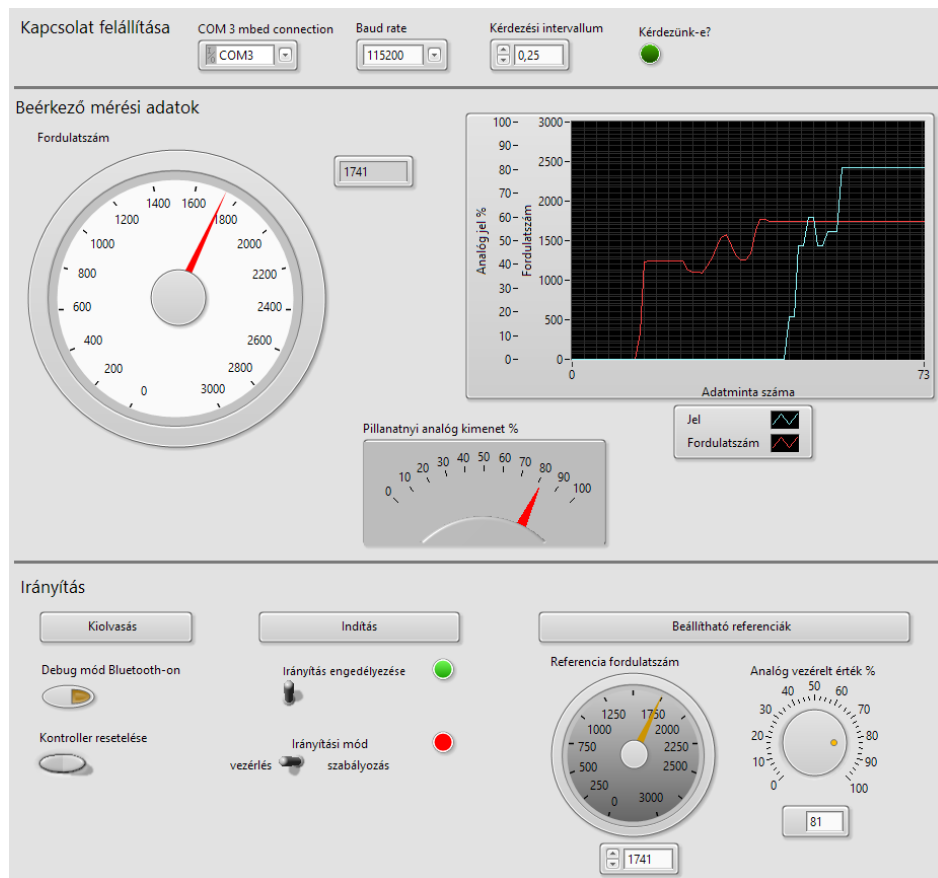 Kapcsolat felállítása
COM 3 mbed connection
COM3
Baud rate
115200
Kérdezési intervallum
0,25
Kérdezünk-e?
Beérkező mérési adatok
Fordulatszám
0
200
400
600
800
1000
1200
1400
1600
1800
2000
2200
2400
2600
2800
3000
1741
Analóg jel %
100
90
80
70
60
50
40
30
20
10
0
Fordulatszám
3000
2500
2000
1500
1000
500
0
0
73
Adatminta száma
Jel
Fordulatszám
Pillanatnyi analóg kimenet %
0
10
20
30
40
50
60
70
80
90
100
Irányítás
Kiolvasás
Debug mód Bluetooth-on
Kontroller resetelése
Indítás
Irányítás engedélyezése
Irányítási mód
vezérlés
szabályozás
Beállítható referenciák
Referencia fordulatszám
0
250
500
750
1000
1250
1750
2000
2250
2500
3000
1741
Analóg vezérelt érték %
0
10
20
30
40
50
60
70
80
90
100
81